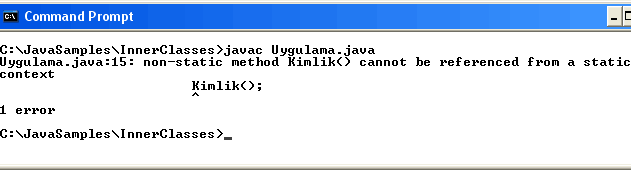 C:\ Command Prompt
C:\JavaSamples\InnerClasses>javac Uygulama.java
Uygulama.java:15: non-static method Kimlik() cannot be referenced from a static
context
Kimlik();
^
1 error
C:\JavaSamples\InnerClasses>_